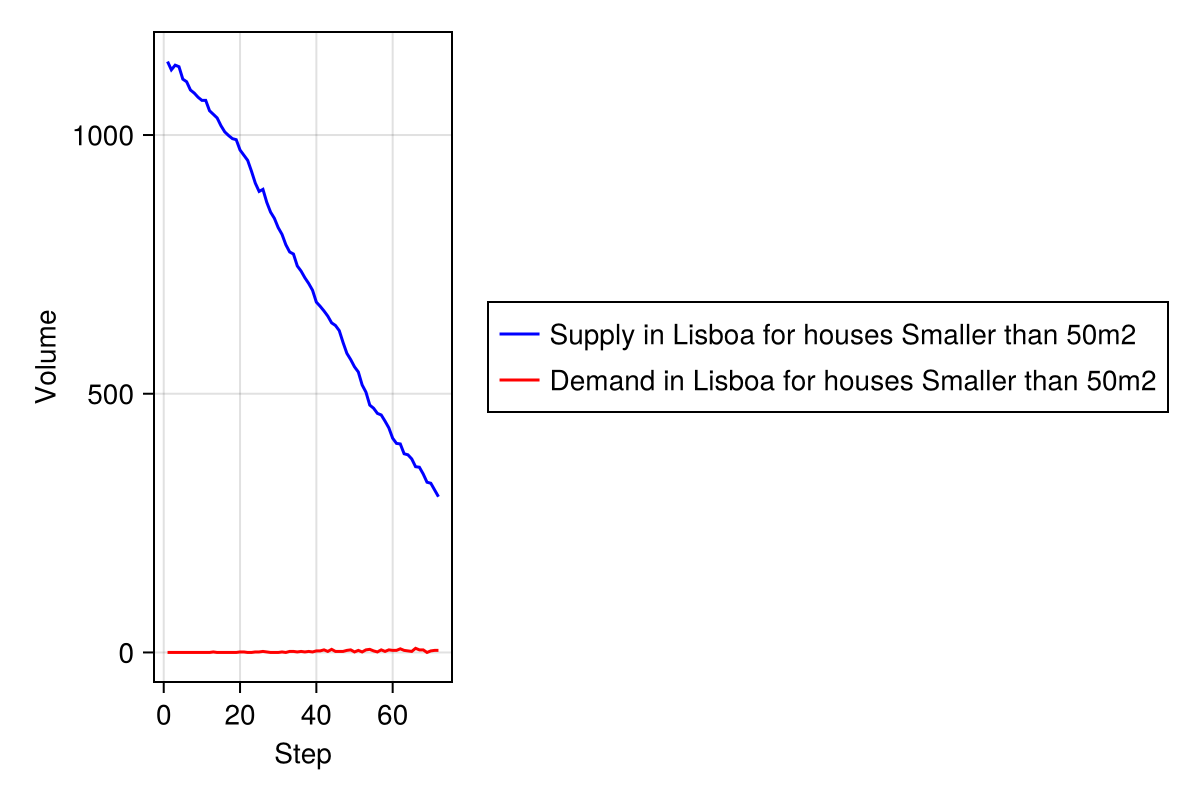 Volume
1000
500
0
0 20 40 60
Step
Supply in Lisboa for houses Smaller than 50m2
Demand in Lisboa for houses Smaller than 50m2